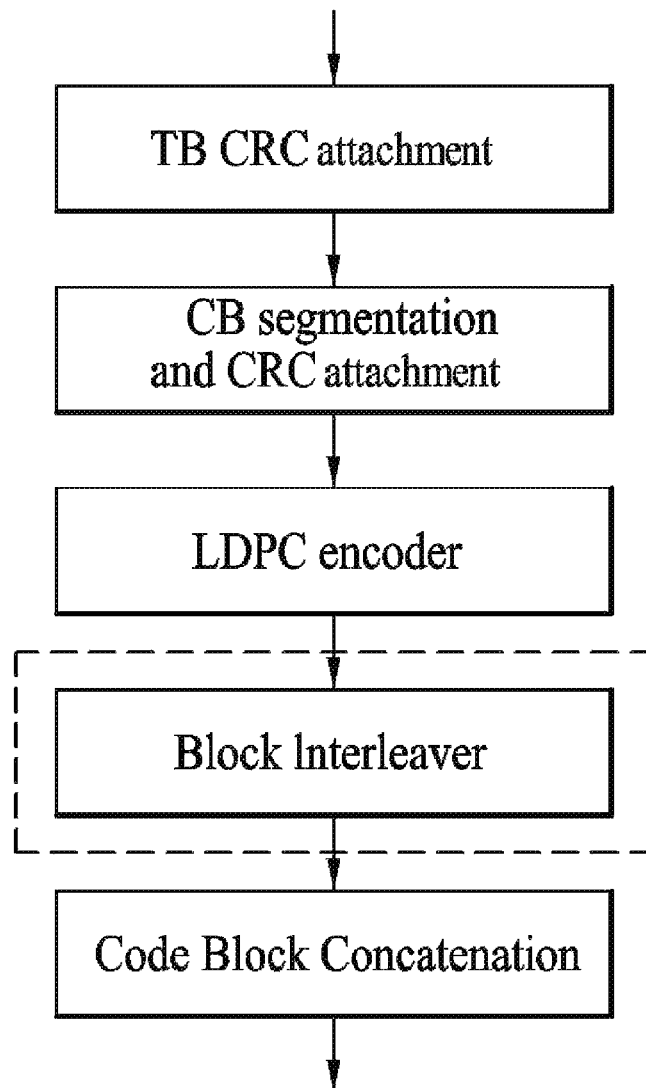 TB CRC attachment
CB segmentation
and CRC attachment
LDPC encoder
Block Interleaver
Code Block Concatenation